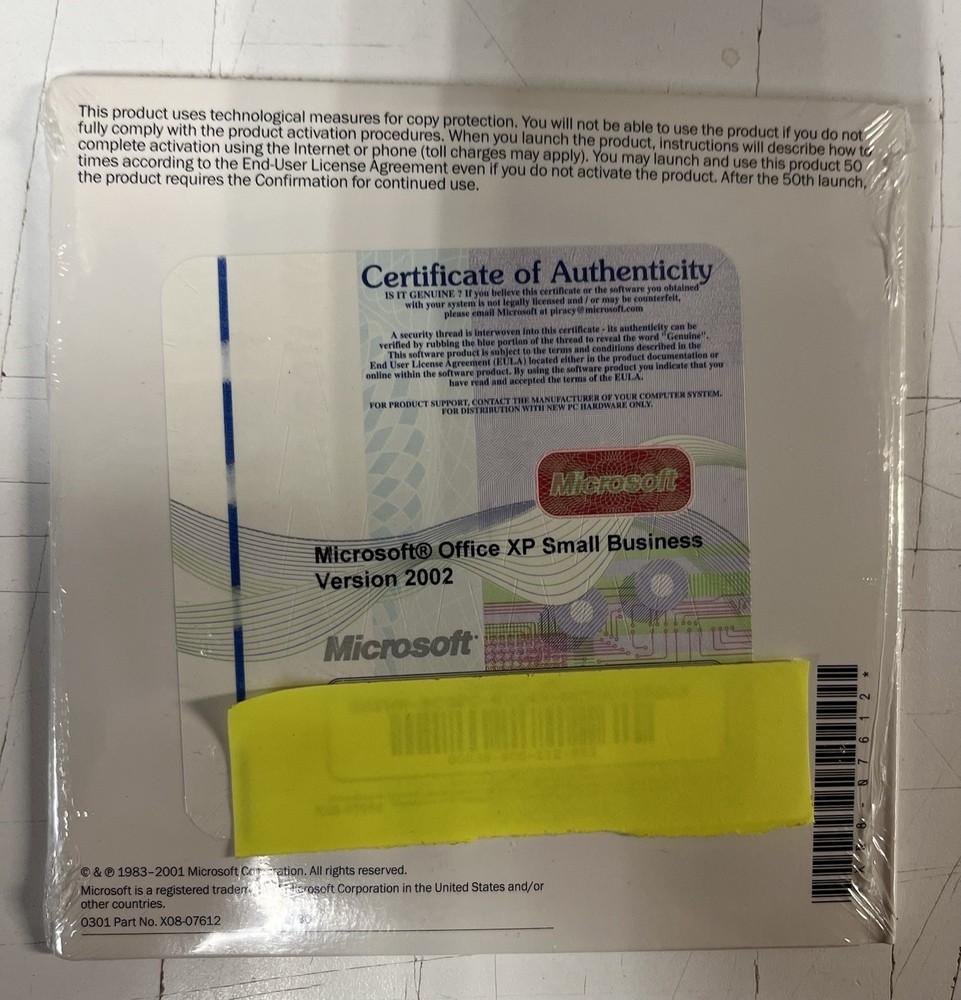 This product uses technological measures for copy protection. You will not be able to use the product if you do not
fully comply with the product activation procedures. When you launch the product, instructions will describe how to
complete activation using the Internet or phone (toll charges may apply). You may launch and use this product 50
times according to the End-User License Agreement even if you do not activate the product. After the 50th launch,
the product requires the Confirmation for continued use.
Certificate of Authenticity
IS IT GENUINE ? If you believe this certificate or the software you obtained
with your system is not legally licensed and / or may be counterfeit,
please email Microsoft at piracy@microsoft.com
A security thread is interwoven into this certificate - its authenticity can be
verified by rubbing the blue portion of the thread to reveal the word "Genuine".
This software product is subject to the terms and conditions described in the
End User License Agreement (EULA) located either in the product documentation or
online within the software product. By using the software product you indicate that you
have read and accepted the terms of the EULA.
FOR PRODUCT SUPPORT, CONTACT THE MANUFACTURER OF YOUR COMPUTER SYSTEM.
FOR DISTRIBUTION WITH NEW PC HARDWARE ONLY.
Microsoft
Microsoft® Office XP Small Business
Version 2002
Microsoft
© & ℗ 1983–2001 Microsoft Corporation. All rights reserved.
Microsoft is a registered Microsoft Corporation in the United States and/or
other countries.
0301 Part No. X08-07612